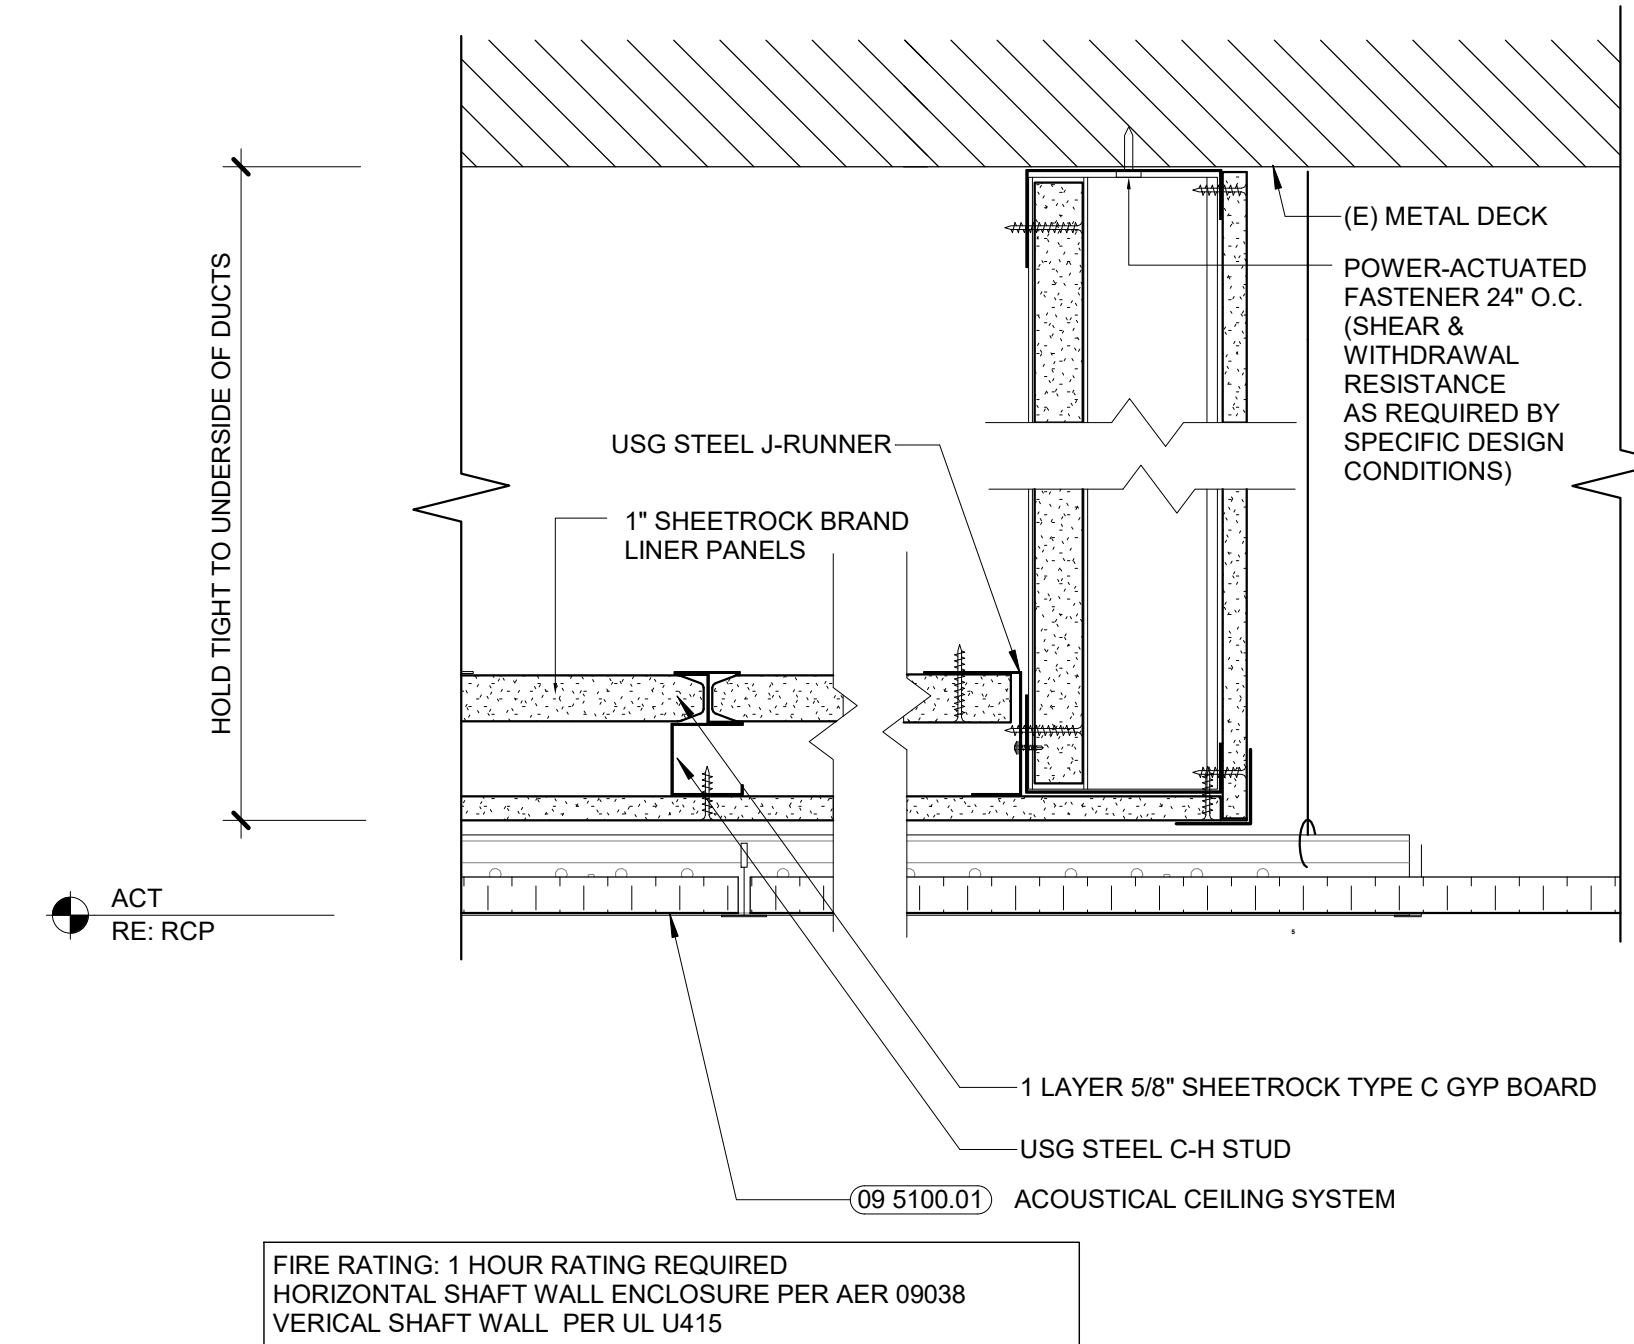 (E) METAL DECK
POWER-ACTUATED
FASTENER 24" O.C.
(SHEAR &
WITHDRAWAL
RESISTANCE
AS REQUIRED BY
SPECIFIC DESIGN
CONDITIONS)
HOLD TIGHT TO UNDERSIDE OF DUCTS
USG STEEL J-RUNNER
1" SHEETROCK BRAND
LINER PANELS
ACT
RE: RCP
5
1 LAYER 5/8" SHEETROCK TYPE C GYP BOARD
USG STEEL C-H STUD
09 5100.01 ACOUSTICAL CEILING SYSTEM
FIRE RATING: 1 HOUR RATING REQUIRED
HORIZONTAL SHAFT WALL ENCLOSURE PER AER 09038
VERICAL SHAFT WALL PER UL U415